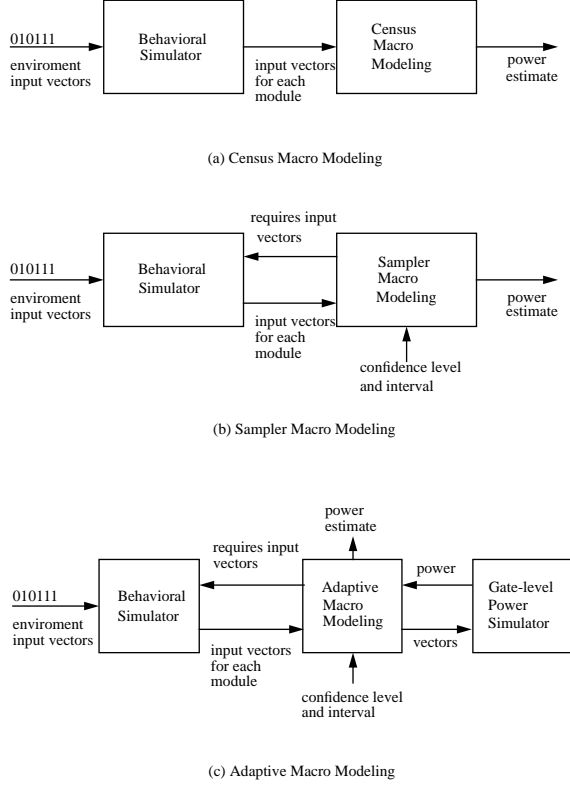 010111
enviroment
input vectors
Behavioral
Simulator
input vectors
for each
module
Census
Macro
Modeling
power
estimate
(a) Census Macro Modeling
requires input
vectors
010111
enviroment
input vectors
Behavioral
Simulator
input vectors
for each
module
Sampler
Macro
Modeling
power
estimate
confidence level
and interval
(b) Sampler Macro Modeling
power
estimate
requires input
vectors
010111
enviroment
input vectors
Behavioral
Simulator
input vectors
for each
module
Adaptive
Macro
Modeling
power
vectors
Gate-level
Power
Simulator
confidence level
and interval
(c) Adaptive Macro Modeling